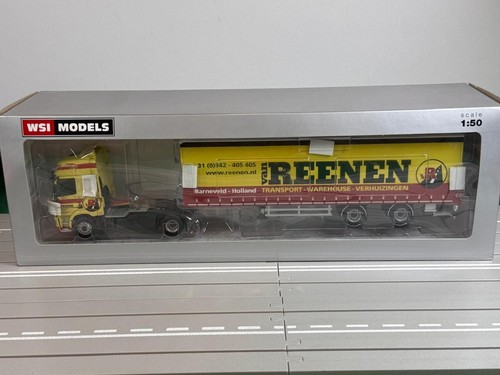 WSI MODELS
scale
1:50
31 (0)342 - 405 605
www.reenen.nl
van REENEN
Barneveld - Holland TRANSPORT - WAREHOUSE - VERHUIZINGEN